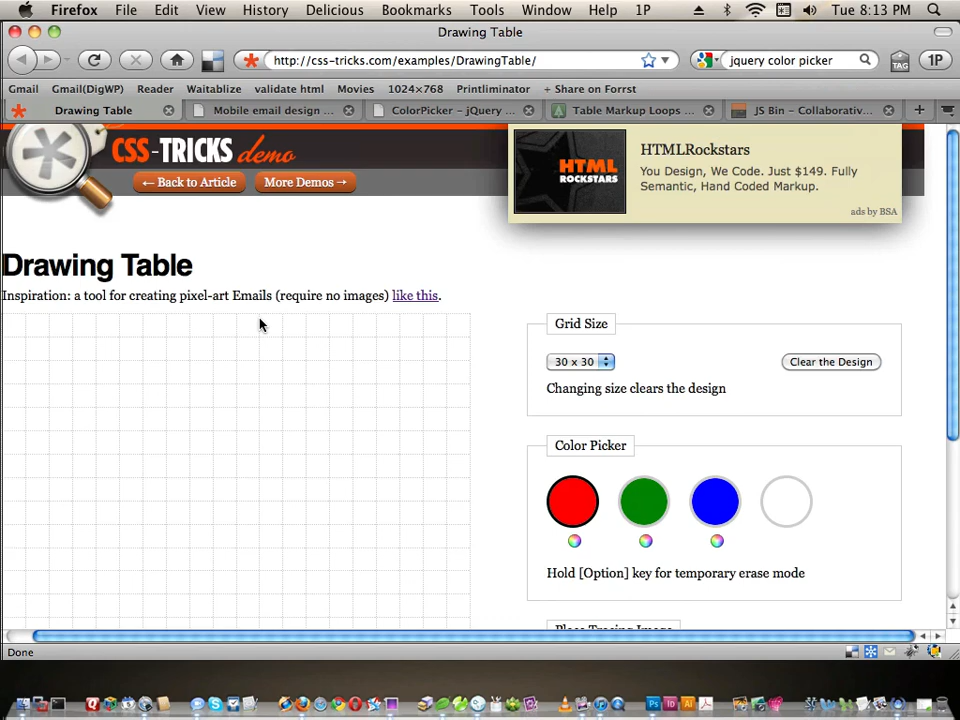 Firefox File Edit View History Delicious Bookmarks Tools Window Help 1P Tue 8:13 PM
Drawing Table
http://css-tricks.com/examples/DrawingTable/ jquery color picker TAG 1P
Gmail Gmail(DigWP) Reader Waitablize validate html Movies 1024×768 Printliminator + Share on Forrst
Drawing Table Mobile email design ... ColorPicker – jQuery ... Table Markup Loops ... JS Bin – Collaborativ...
CSS-TRICKS demo
← Back to Article More Demos →
HTML ROCKSTARS
HTMLRockstars
You Design, We Code. Just $149. Fully
Semantic, Hand Coded Markup.
ads by BSA
Drawing Table
Inspiration: a tool for creating pixel-art Emails (require no images) like this.
Grid Size
30 x 30 Clear the Design
Changing size clears the design
Color Picker
Hold [Option] key for temporary erase mode
Place Tracing Image
Done